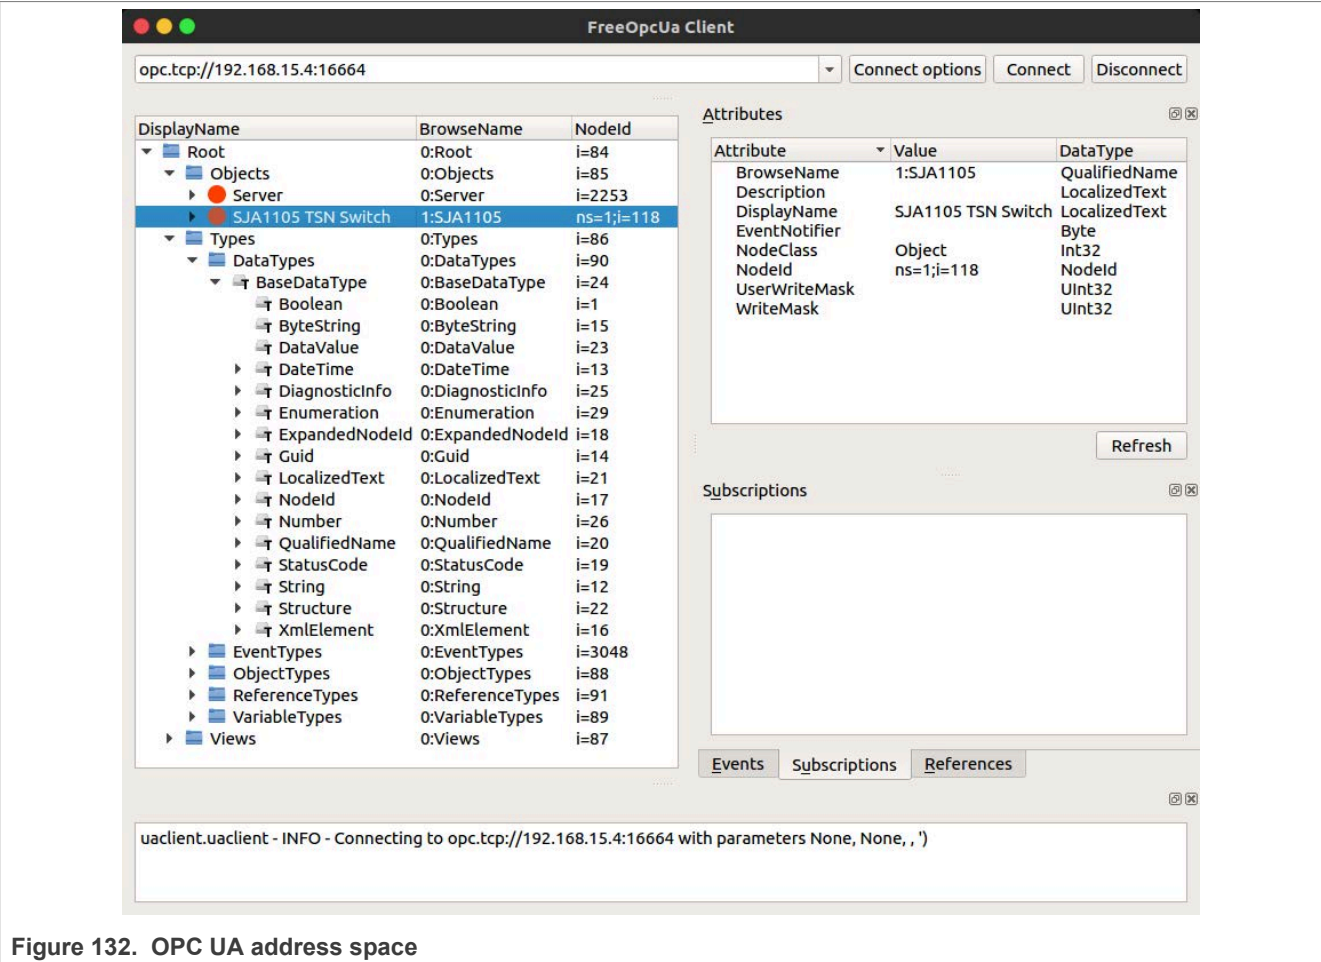 FreeOpcUa Client
opc.tcp://192.168.15.4:16664 Connect options Connect Disconnect
DisplayName BrowseName NodeId
Root 0:Root i=84
Objects 0:Objects i=85
Server 0:Server i=2253
SJA1105 TSN Switch 1:SJA1105 ns=1;i=118
Types 0:Types i=86
DataTypes 0:DataTypes i=90
BaseDataType 0:BaseDataType i=24
Boolean 0:Boolean i=1
ByteString 0:ByteString i=15
DataValue 0:DataValue i=23
DateTime 0:DateTime i=13
DiagnosticInfo 0:DiagnosticInfo i=25
Enumeration 0:Enumeration i=29
ExpandedNodeId 0:ExpandedNodeId i=18
Guid 0:Guid i=14
LocalizedText 0:LocalizedText i=21
NodeId 0:NodeId i=17
Number 0:Number i=26
QualifiedName 0:QualifiedName i=20
StatusCode 0:StatusCode i=19
String 0:String i=12
Structure 0:Structure i=22
XmlElement 0:XmlElement i=16
EventTypes 0:EventTypes i=3048
ObjectTypes 0:ObjectTypes i=88
ReferenceTypes 0:ReferenceTypes i=91
VariableTypes 0:VariableTypes i=89
Views 0:Views i=87
Attributes
Attribute Value DataType
BrowseName 1:SJA1105 QualifiedName
Description LocalizedText
DisplayName SJA1105 TSN Switch LocalizedText
EventNotifier Byte
NodeClass Object Int32
NodeId ns=1;i=118 NodeId
UserWriteMask UInt32
WriteMask UInt32
Refresh
Subscriptions
Events Subscriptions References
uaclient.uaclient - INFO - Connecting to opc.tcp://192.168.15.4:16664 with parameters None, None, , ')
Figure 132. OPC UA address space